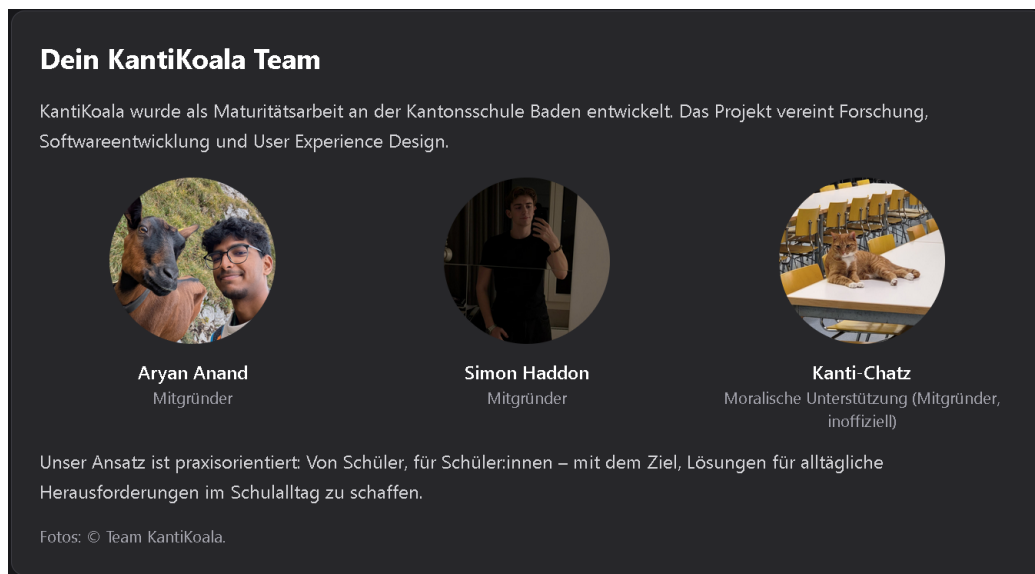 Dein KantiKoala Team
KantiKoala wurde als Maturitätsarbeit an der Kantonsschule Baden entwickelt. Das Projekt vereint Forschung,
Softwareentwicklung und User Experience Design.
Aryan Anand
Mitgründer
Simon Haddon
Mitgründer
Kanti-Chatz
Moralische Unterstützung (Mitgründer,
inoffiziell)
Unser Ansatz ist praxisorientiert: Von Schüler, für Schüler:innen – mit dem Ziel, Lösungen für alltägliche
Herausforderungen im Schulalltag zu schaffen.
Fotos: © Team KantiKoala.